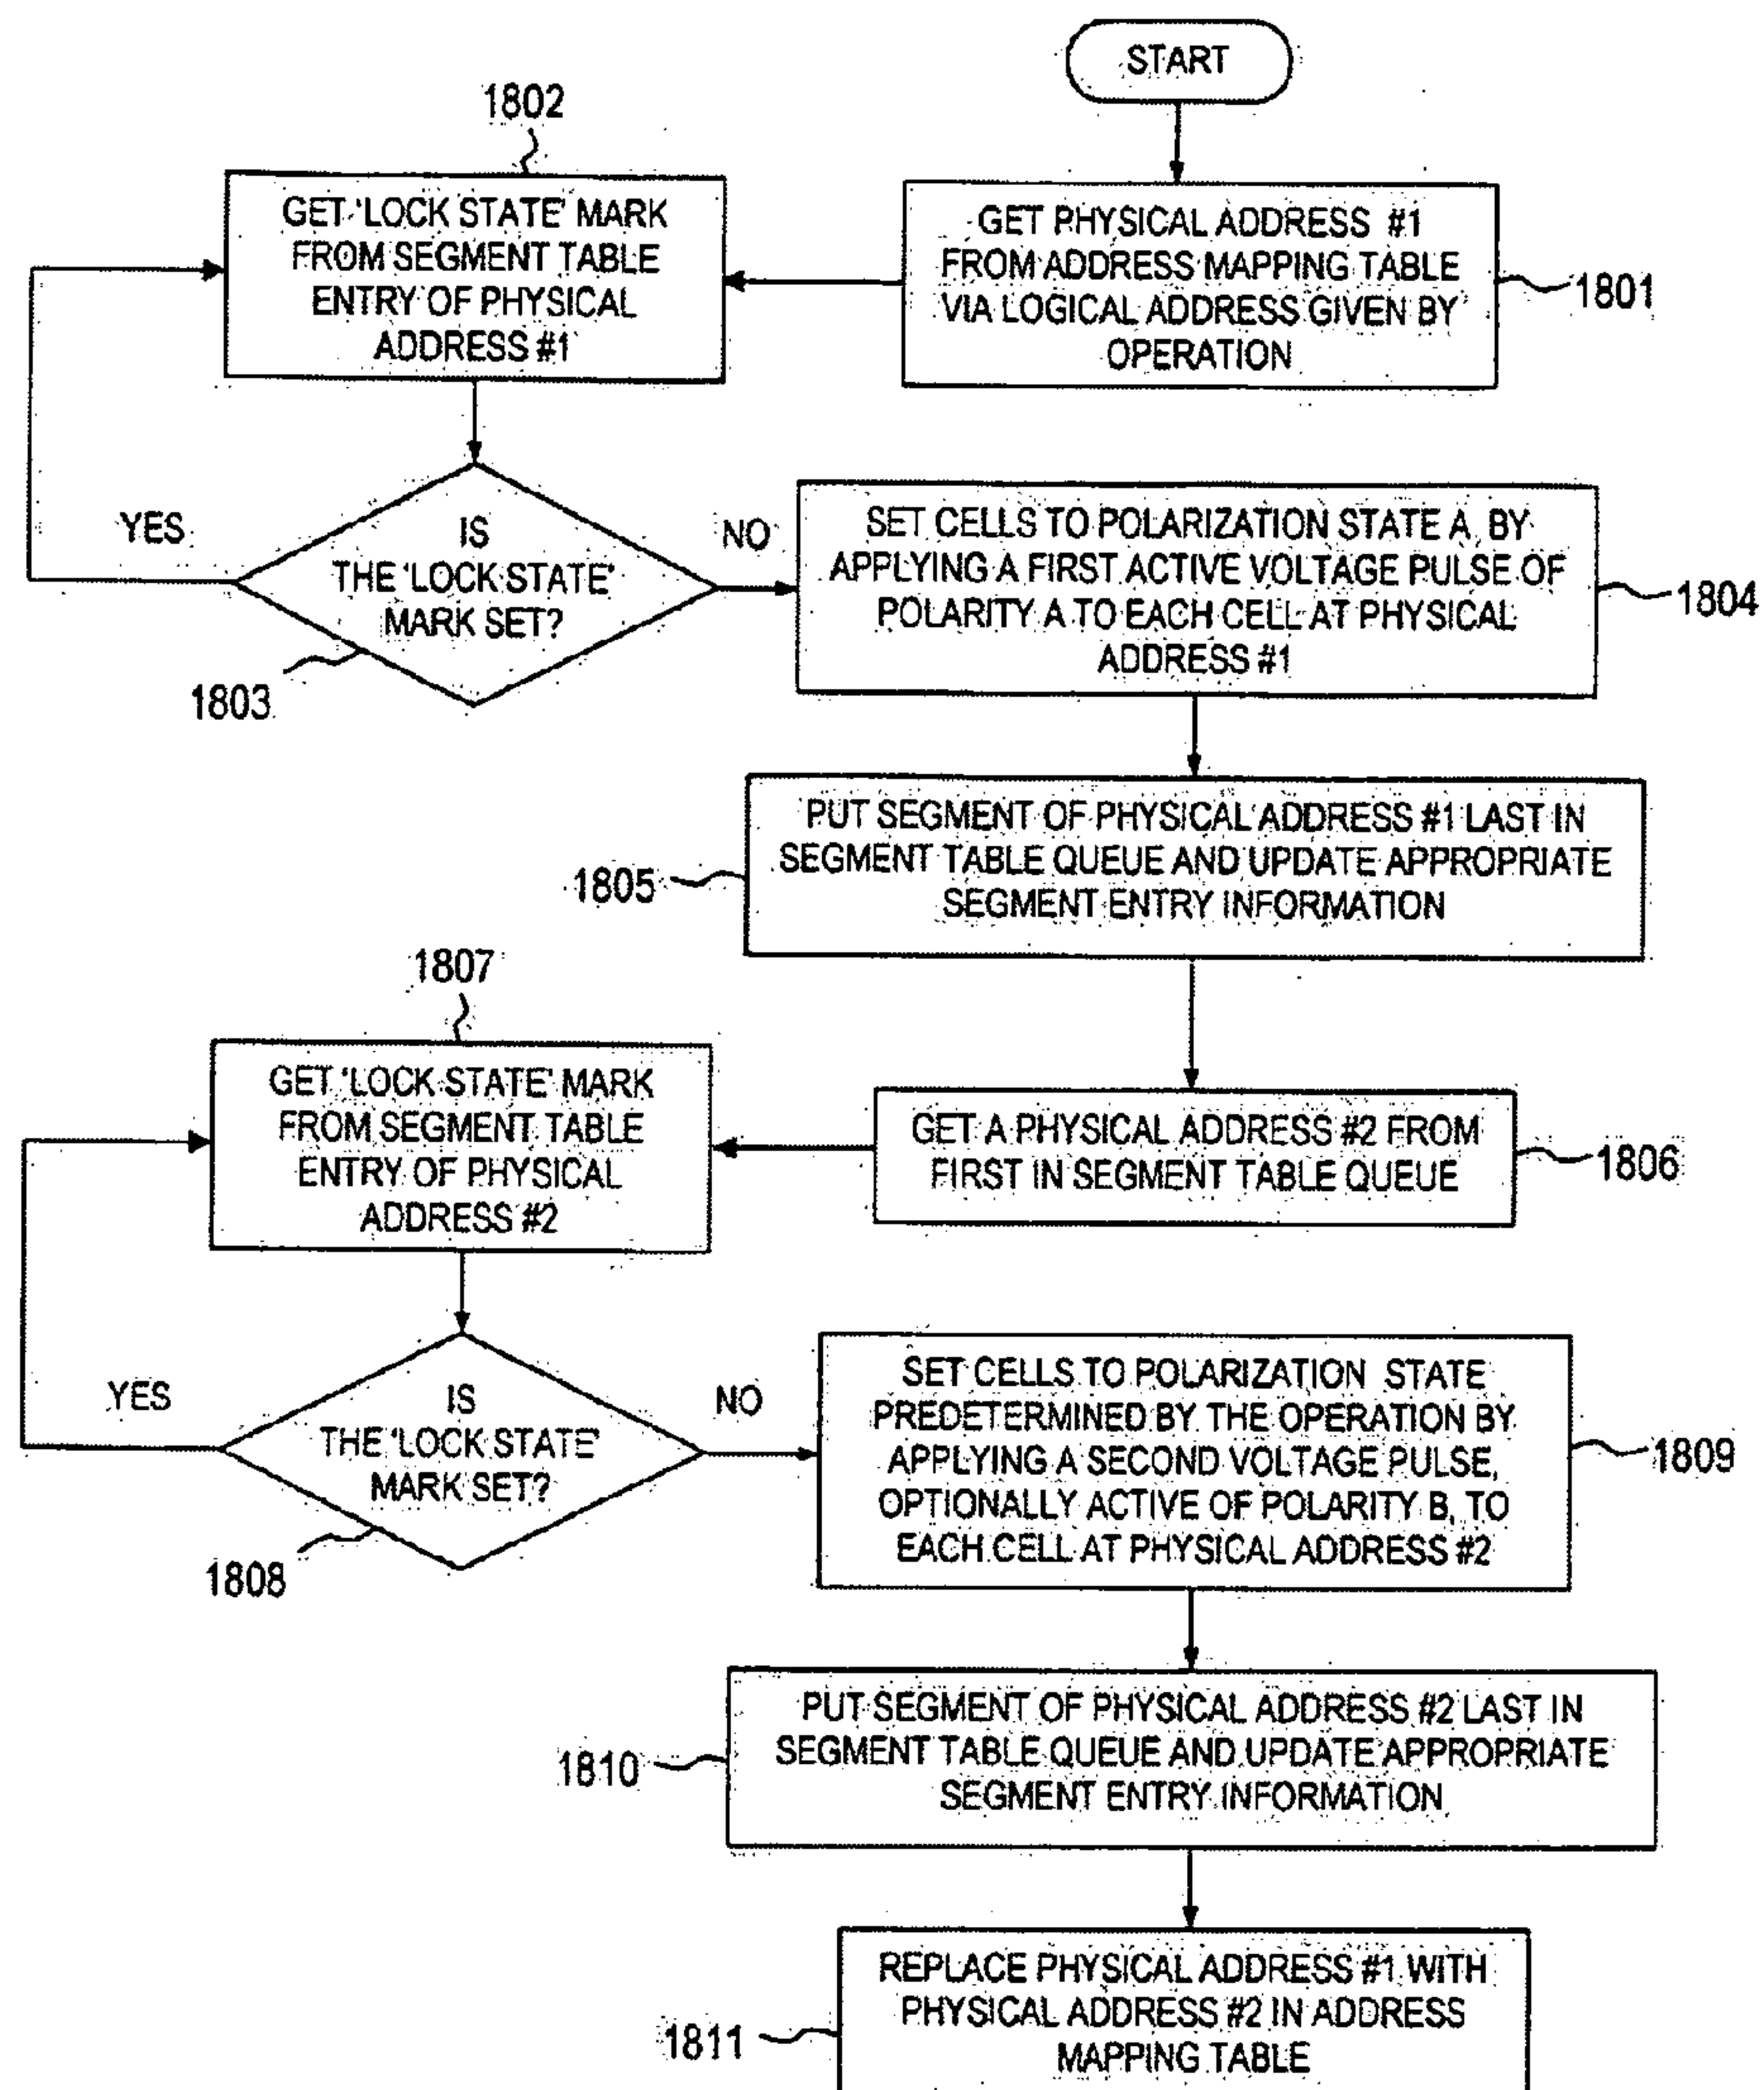 START
1802
GET 'LOCK STATE' MARK
FROM SEGMENT TABLE
ENTRY OF PHYSICAL
ADDRESS #1
GET PHYSICAL ADDRESS #1
FROM ADDRESS MAPPING TABLE
VIA LOGICAL ADDRESS GIVEN BY
OPERATION
1801
YES
IS
THE 'LOCK STATE'
MARK SET?
NO
1803
SET CELLS TO POLARIZATION STATE A, BY
APPLYING A FIRST ACTIVE VOLTAGE PULSE OF
POLARITY A TO EACH CELL AT PHYSICAL
ADDRESS #1
1804
PUT SEGMENT OF PHYSICAL ADDRESS #1 LAST IN
SEGMENT TABLE QUEUE AND UPDATE APPROPRIATE
SEGMENT ENTRY INFORMATION
1805
1807
GET 'LOCK STATE' MARK
FROM SEGMENT TABLE
ENTRY OF PHYSICAL
ADDRESS #2
GET A PHYSICAL ADDRESS #2 FROM
FIRST IN SEGMENT TABLE QUEUE
1806
YES
IS
THE 'LOCK STATE'
MARK SET?
NO
1808
SET CELLS TO POLARIZATION STATE
PREDETERMINED BY THE OPERATION BY
APPLYING A SECOND VOLTAGE PULSE,
OPTIONALLY ACTIVE OF POLARITY B, TO
EACH CELL AT PHYSICAL ADDRESS #2
1809
PUT SEGMENT OF PHYSICAL ADDRESS #2 LAST IN
SEGMENT TABLE QUEUE AND UPDATE APPROPRIATE
SEGMENT ENTRY INFORMATION
1810
REPLACE PHYSICAL ADDRESS #1 WITH
PHYSICAL ADDRESS #2 IN ADDRESS
MAPPING TABLE
1811